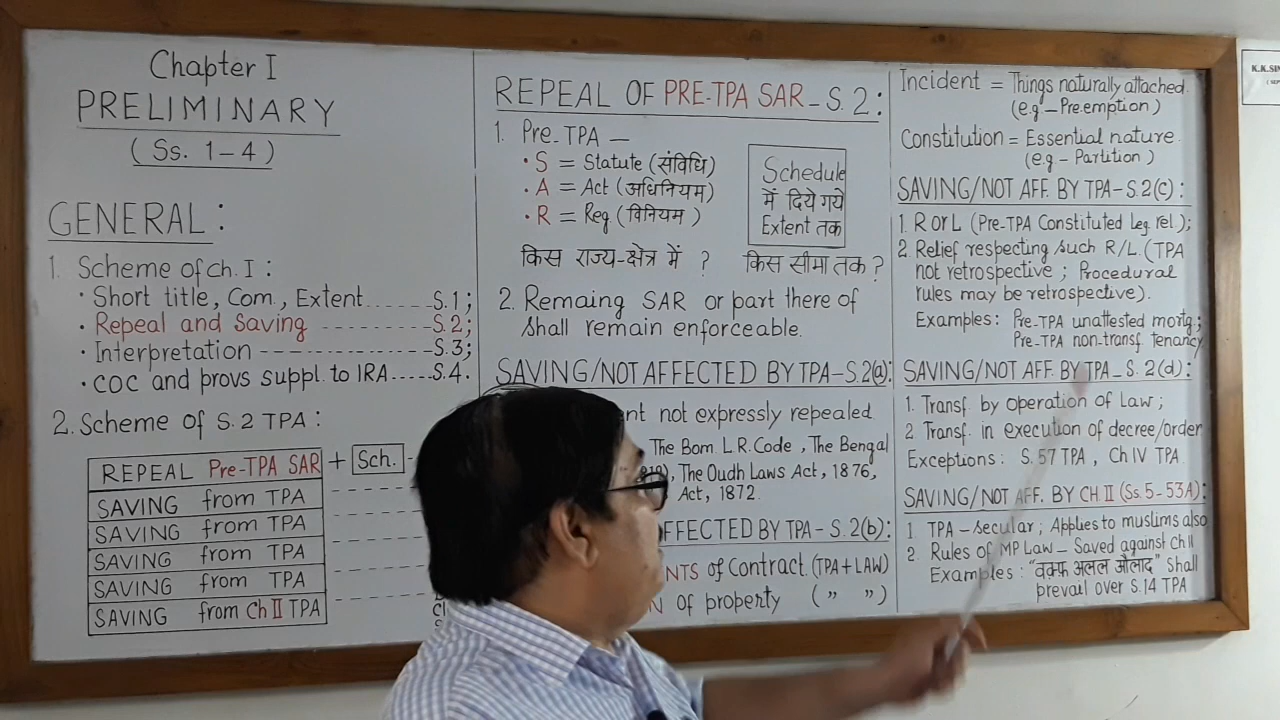 Chapter I
PRELIMINARY
(Ss. 1-4)
GENERAL:
1. Scheme of ch. I:
• Short title, Com., Extent......S.1;
• Repeal and Saving --------S.2;
• Interpretation --------------S.3;
• COC and provs suppl. to IRA.....S.4.
2. Scheme of S. 2 TPA:
REPEAL Pre-TPA SAR + Sch.
SAVING from TPA
SAVING from TPA
SAVING from TPA
SAVING from TPA
SAVING from Ch II TPA
REPEAL OF PRE-TPA SAR-S. 2:
1. Pre-TPA —
• S = Statute (संविधि)
• A = Act (अधिनियम)
• R = Reg (विनियम)
Schedule
में दिये गये
Extent तक
किस राज्य-क्षेत्र में ? किस सीमा तक ?
2. Remaing SAR or part there of
shall remain enforceable.
SAVING/NOT AFFECTED BY TPA-S.2(a):
not expressly repealed
The Bom L.R. Code, The Bengal
The Oudh Laws Act, 1876,
Act, 1872.
BY TPA- S. 2(b):
of Contract (TPA+LAW)
of property ( ” ” )
Incident = Things naturally attached.
(e.g-Pre.emption)
Constitution = Essential nature.
(e.g- Partition)
SAVING/NOT AFF. BY TPA-S. 2(c):
1. R or L (Pre-TPA Constituted leg. rel.);
2. Relief respecting such R/L. (TPA
not retrospective ; Procedural
rules may be retrospective).
Examples: Pre-TPA unattested mortg.;
Pre-TPA non-transf. tenancy
SAVING/NOT AFF. BY TPA-S. 2(d):
1. Transf. by operation of Law;
2 Transf. in execution of decree/order
Exceptions: S. 57 TPA, Ch IV TPA.
SAVING/NOT AFF. BY CH II (Ss. 5-53A):
1. TPA-secular; Applies to muslims also
2. Rules of MP Law- Saved against Ch II
Examples: "वक्फ अलल औलाद" Shall
prevail over S. 14 TPA
K.K.SIN